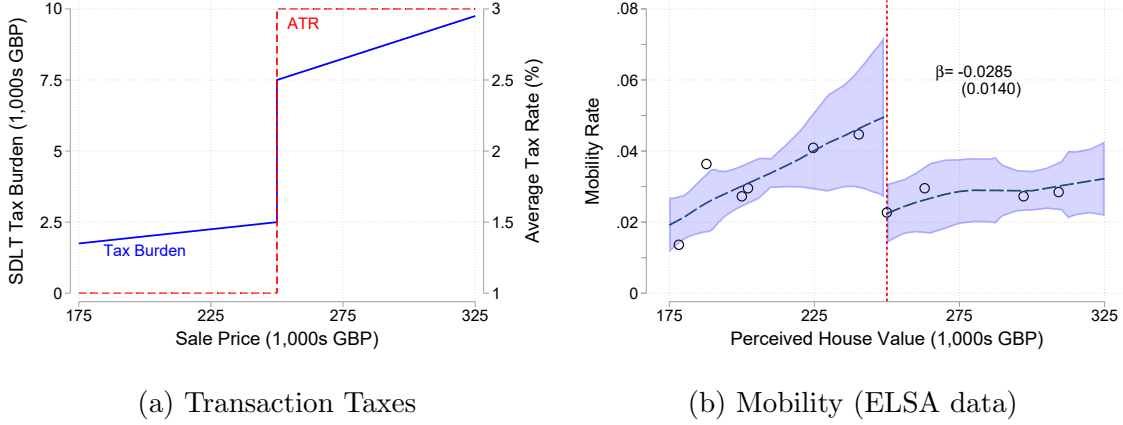 10
7.5
5
2.5
0
SDLT Tax Burden (1,000s GBP)
3
2.5
2
1.5
1
Average Tax Rate (%)
ATR
Tax Burden
175
225
275
325
Sale Price (1,000s GBP)
(a) Transaction Taxes
.08
.06
.04
.02
0
Mobility Rate
β= -0.0285
(0.0140)
175
225
275
325
Perceived House Value (1,000s GBP)
(b) Mobility (ELSA data)